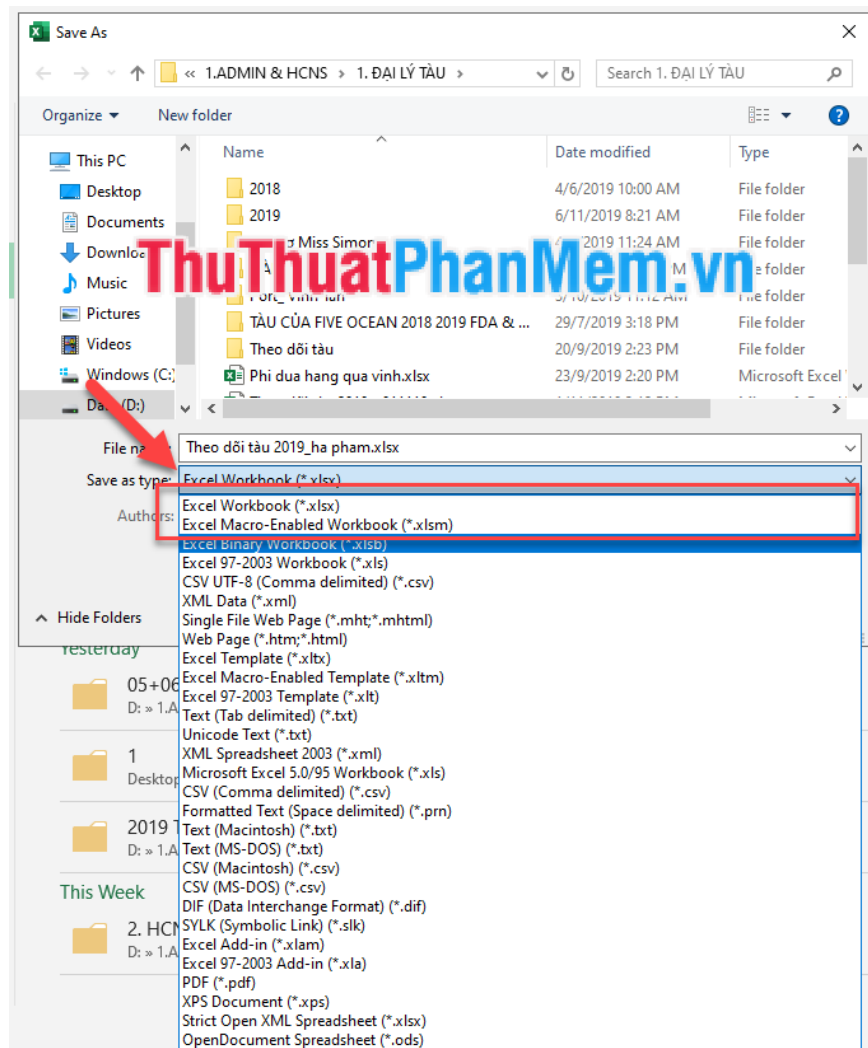 Save As
« 1.ADMIN & HCNS > 1. ĐẠI LÝ TÀU >
Search 1. ĐẠI LÝ TÀU
Organize
New folder
Name
Date modified
Type
This PC
Desktop
Documents
Music
Pictures
Videos
Windows (C:)
(D:)
2018 4/6/2019 10:00 AM File folder
2019 6/11/2019 8:21 AM File folder
Miss Simon 2019 11:24 AM File folder
ThuThuatPhanMem.vn
TÀU CỦA FIVE OCEAN 2018 2019 FDA & ... 29/7/2019 3:18 PM File folder
Theo dõi tàu 20/9/2019 2:23 PM File folder
Phi dua hang qua vinh.xlsx 23/9/2019 2:20 PM Microsoft Excel
File name:
Theo dõi tàu 2019_ha pham.xlsx
Save as type:
Excel Workbook (*.xlsx)
Authors:
Excel Workbook (*.xlsx)
Excel Macro-Enabled Workbook (*.xlsm)
Excel Binary Workbook (*.xlsb)
Excel 97-2003 Workbook (*.xls)
CSV UTF-8 (Comma delimited) (*.csv)
XML Data (*.xml)
Single File Web Page (*.mht;*.mhtml)
Web Page (*.htm;*.html)
Excel Template (*.xltx)
Excel Macro-Enabled Template (*.xltm)
Excel 97-2003 Template (*.xlt)
Text (Tab delimited) (*.txt)
Unicode Text (*.txt)
XML Spreadsheet 2003 (*.xml)
Microsoft Excel 5.0/95 Workbook (*.xls)
CSV (Comma delimited) (*.csv)
Formatted Text (Space delimited) (*.prn)
Text (Macintosh) (*.txt)
Text (MS-DOS) (*.txt)
CSV (Macintosh) (*.csv)
CSV (MS-DOS) (*.csv)
DIF (Data Interchange Format) (*.dif)
SYLK (Symbolic Link) (*.slk)
Excel Add-in (*.xlam)
Excel 97-2003 Add-in (*.xla)
PDF (*.pdf)
XPS Document (*.xps)
Strict Open XML Spreadsheet (*.xlsx)
OpenDocument Spreadsheet (*.ods)
Hide Folders
Yesterday
05+06
D: » 1.A
1
Desktop
2019 T
D: » 1.A
This Week
2. HCN
D: » 1.A